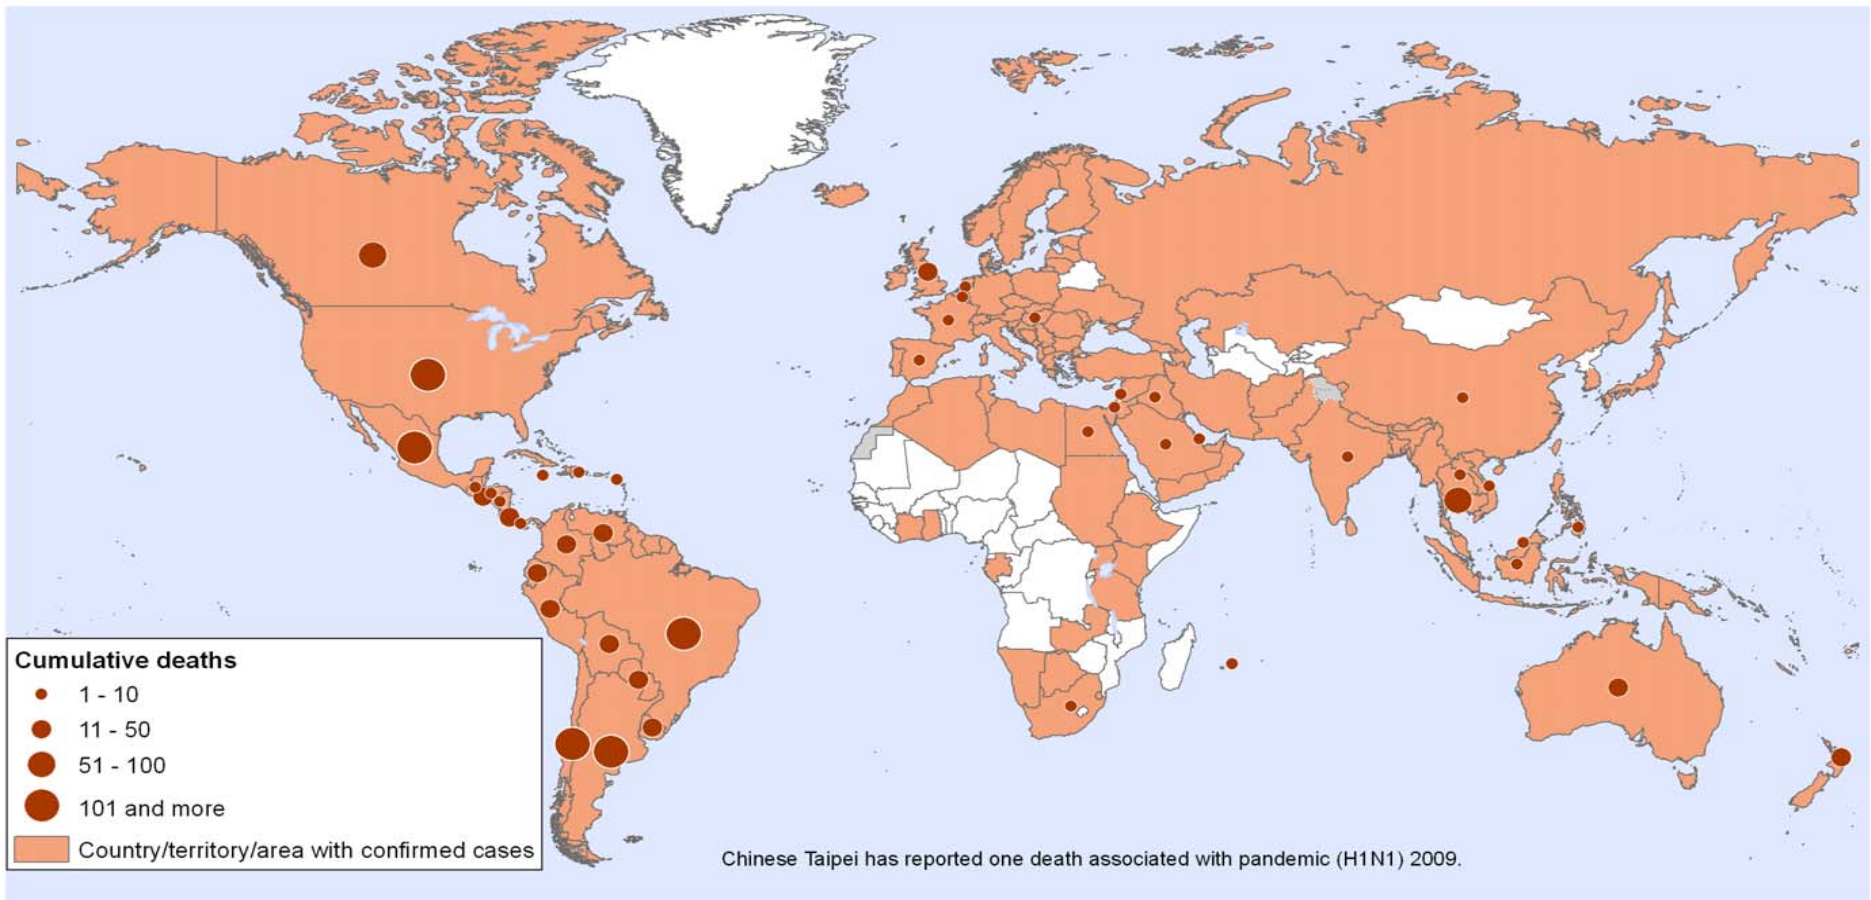 Cumulative deaths
1 - 10
11 - 50
51 - 100
101 and more
Country/territory/area with confirmed cases
Chinese Taipei has reported one death associated with pandemic (H1N1) 2009.